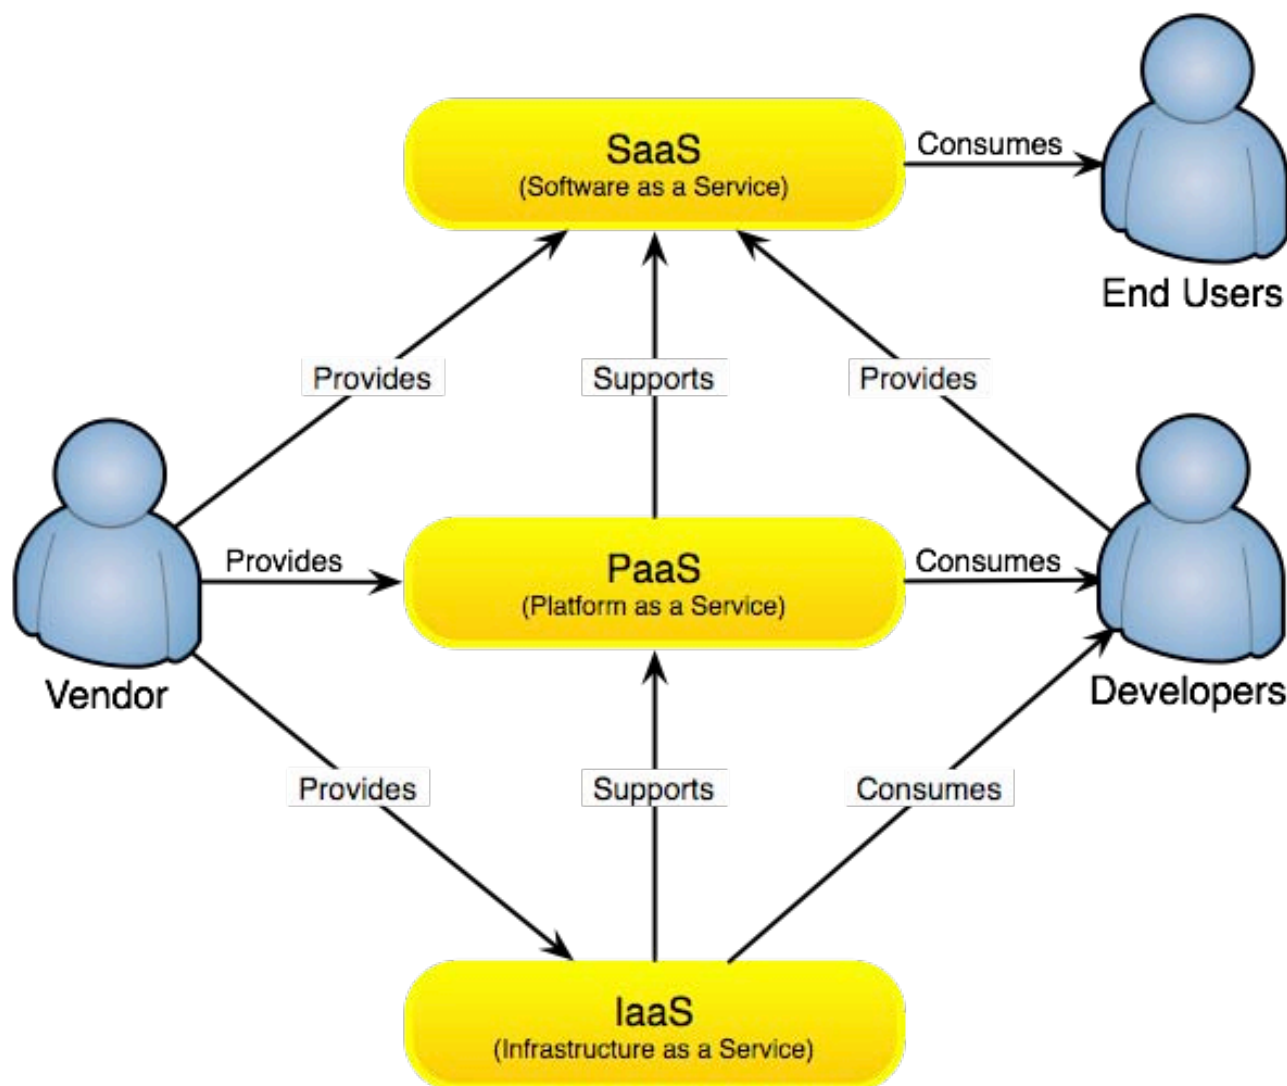 SaaS
(Software as a Service)
Consumes
End Users
Provides
Supports
Provides
Vendor
Provides
PaaS
(Platform as a Service)
Consumes
Developers
Provides
Supports
Consumes
IaaS
(Infrastructure as a Service)